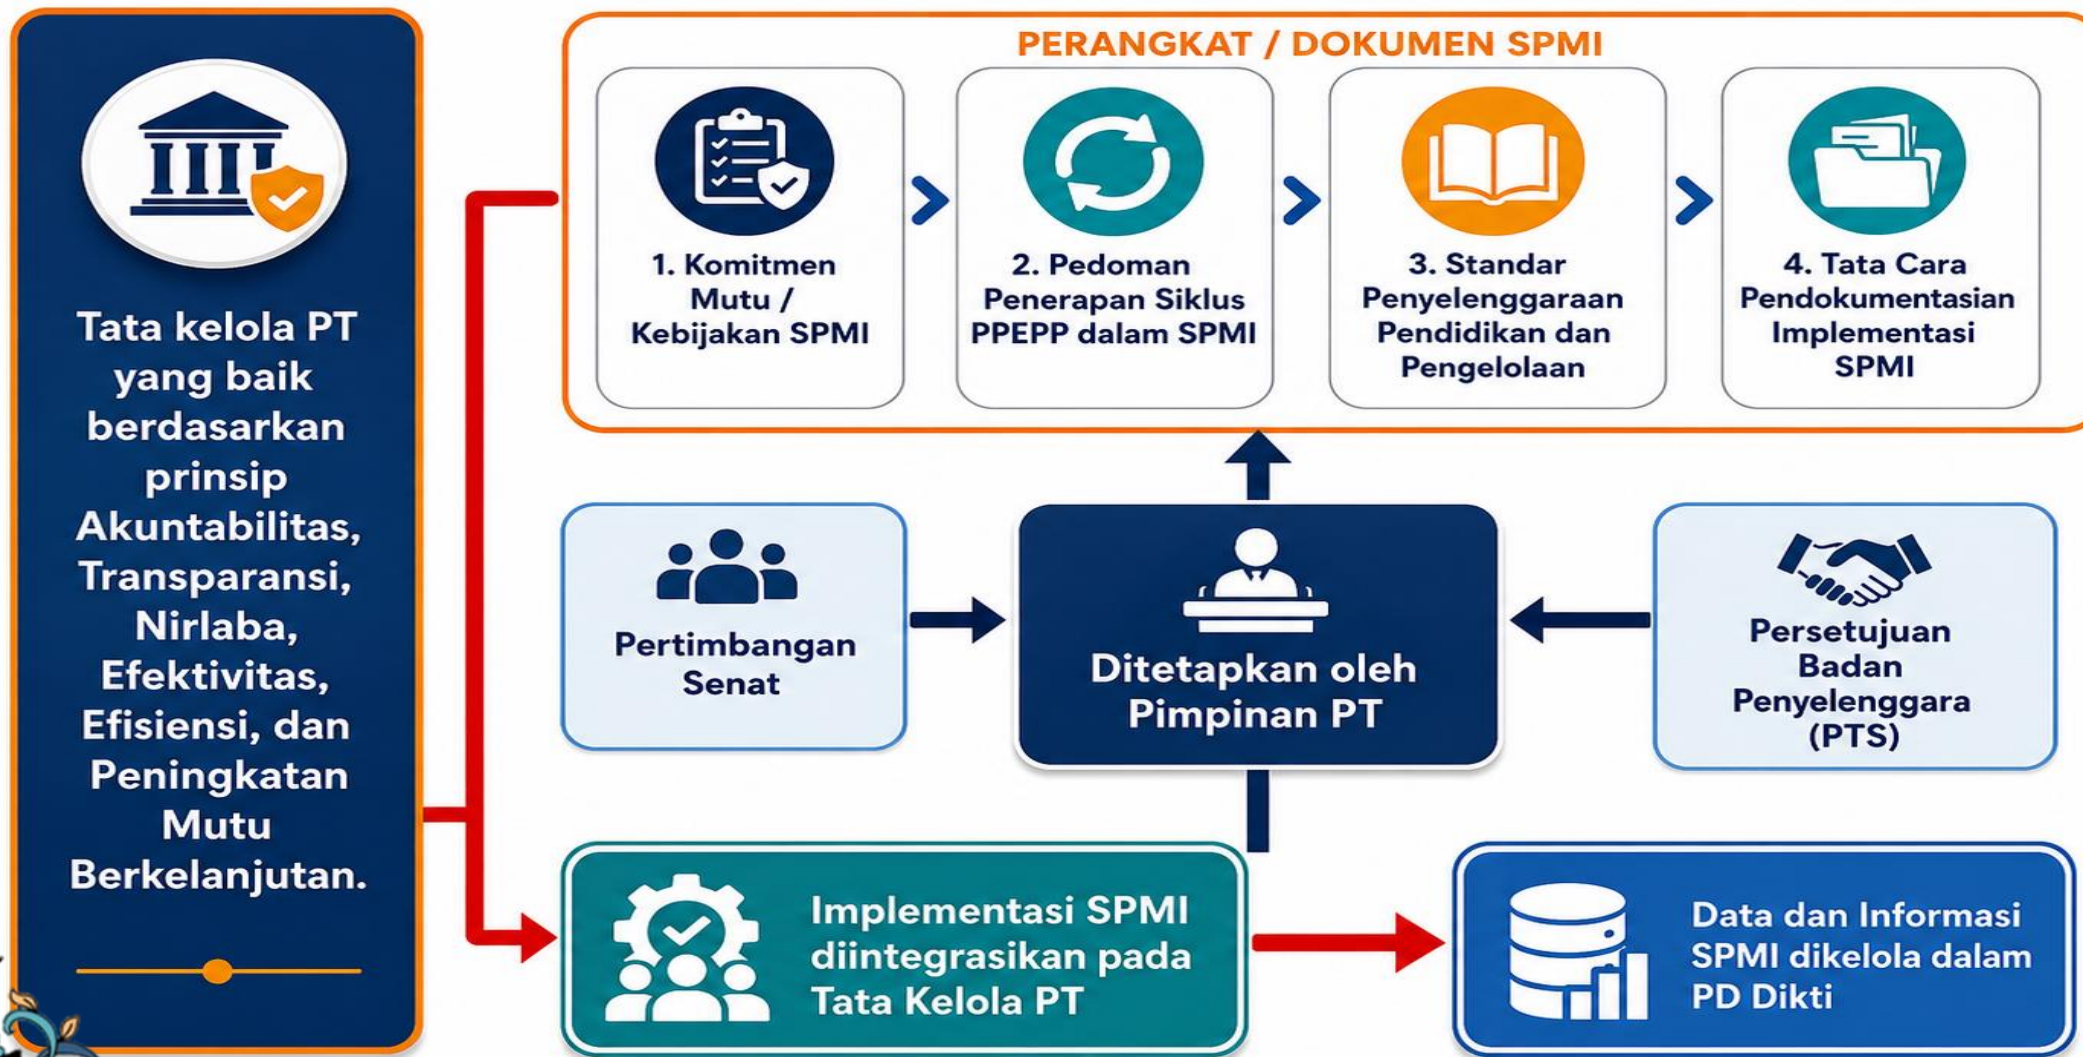 Tata kelola PT
yang baik
berdasarkan
prinsip
Akuntabilitas,
Transparansi,
Nirlaba,
Efektivitas,
Efisiensi, dan
Peningkatan
Mutu
Berkelanjutan.
PERANGKAT / DOKUMEN SPMI
1. Komitmen
Mutu /
Kebijakan SPMI
2. Pedoman
Penerapan Siklus
PPEPP dalam SPMI
3. Standar
Penyelenggaraan
Pendidikan dan
Pengelolaan
4. Tata Cara
Pendokumentasian
Implementasi
SPMI
Pertimbangan
Senat
Ditetapkan oleh
Pimpinan PT
Persetujuan
Badan
Penyelenggara
(PTS)
Implementasi SPMI
diintegrasikan pada
Tata Kelola PT
Data dan Informasi
SPMI dikelola dalam
PD Dikti